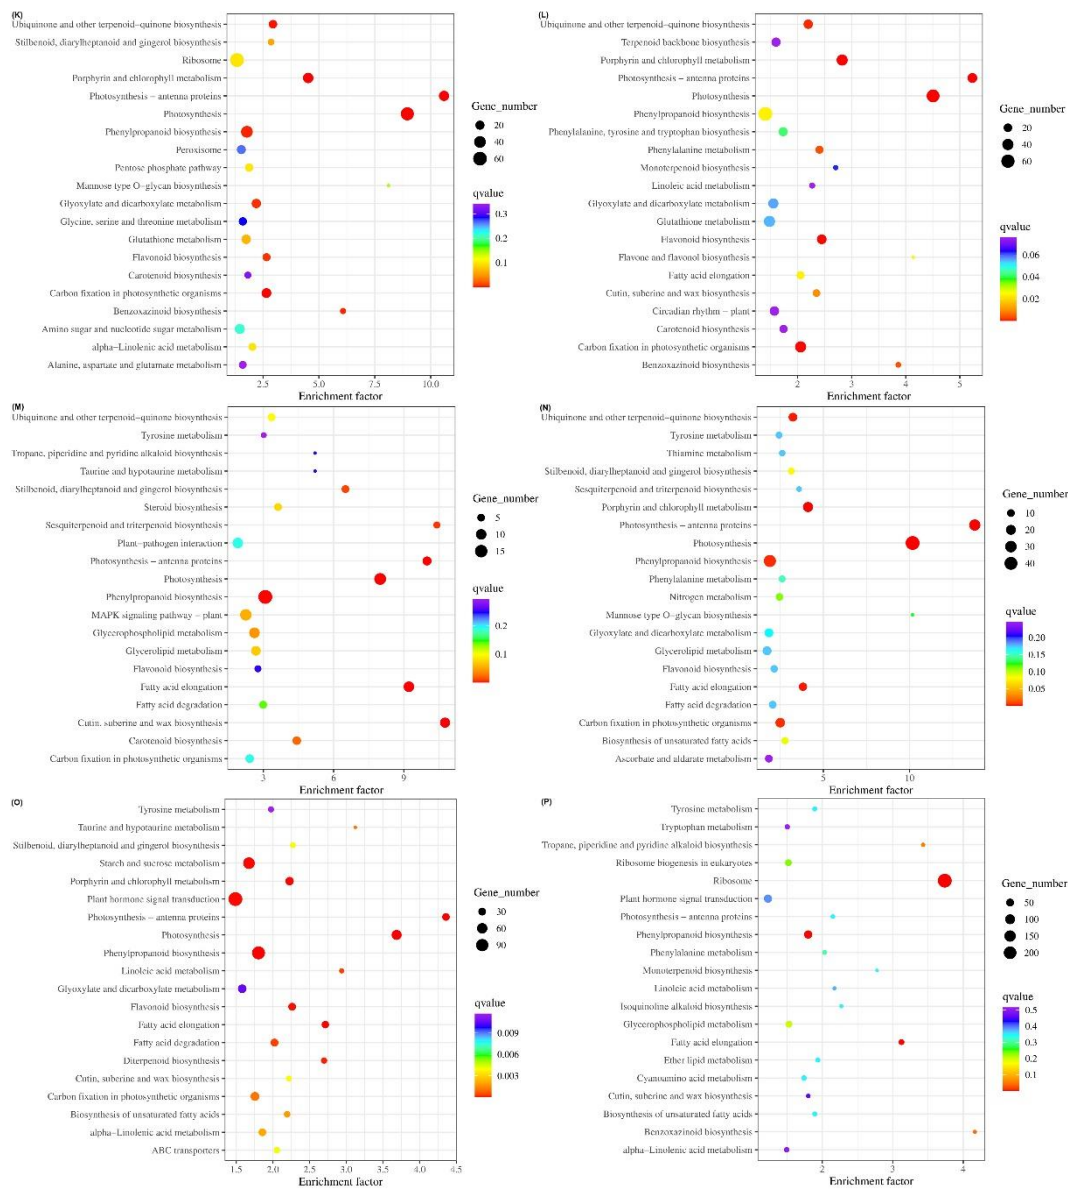 (K)
Ubiquinone and other terpenoid−quinone biosynthesis
Stilbenoid, diarylheptanoid and gingerol biosynthesis
Ribosome
Porphyrin and chlorophyll metabolism
Photosynthesis − antenna proteins
Photosynthesis
Phenylpropanoid biosynthesis
Peroxisome
Pentose phosphate pathway
Mannose type O−glycan biosynthesis
Glyoxylate and dicarboxylate metabolism
Glycine, serine and threonine metabolism
Glutathione metabolism
Flavonoid biosynthesis
Carotenoid biosynthesis
Carbon fixation in photosynthetic organisms
Benzoxazinoid biosynthesis
Amino sugar and nucleotide sugar metabolism
alpha−Linolenic acid metabolism
Alanine, aspartate and glutamate metabolism
2.5 5.0 7.5 10.0
Enrichment factor
Gene_number
20
40
60
qvalue
0.3
0.2
0.1
(L)
Ubiquinone and other terpenoid−quinone biosynthesis
Terpenoid backbone biosynthesis
Porphyrin and chlorophyll metabolism
Photosynthesis − antenna proteins
Photosynthesis
Phenylpropanoid biosynthesis
Phenylalanine, tyrosine and tryptophan biosynthesis
Phenylalanine metabolism
Monoterpenoid biosynthesis
Linoleic acid metabolism
Glyoxylate and dicarboxylate metabolism
Glutathione metabolism
Flavonoid biosynthesis
Flavone and flavonol biosynthesis
Fatty acid elongation
Cutin, suberine and wax biosynthesis
Circadian rhythm − plant
Carotenoid biosynthesis
Carbon fixation in photosynthetic organisms
Benzoxazinoid biosynthesis
2 3 4 5
Enrichment factor
Gene_number
20
40
60
qvalue
0.06
0.04
0.02
(M)
Ubiquinone and other terpenoid−quinone biosynthesis
Tyrosine metabolism
Tropane, piperidine and pyridine alkaloid biosynthesis
Taurine and hypotaurine metabolism
Stilbenoid, diarylheptanoid and gingerol biosynthesis
Steroid biosynthesis
Sesquiterpenoid and triterpenoid biosynthesis
Plant−pathogen interaction
Photosynthesis − antenna proteins
Photosynthesis
Phenylpropanoid biosynthesis
MAPK signaling pathway − plant
Glycerophospholipid metabolism
Glycerolipid metabolism
Flavonoid biosynthesis
Fatty acid elongation
Fatty acid degradation
Cutin, suberine and wax biosynthesis
Carotenoid biosynthesis
Carbon fixation in photosynthetic organisms
3 6 9
Enrichment factor
Gene_number
5
10
15
qvalue
0.2
0.1
(N)
Ubiquinone and other terpenoid−quinone biosynthesis
Tyrosine metabolism
Thiamine metabolism
Stilbenoid, diarylheptanoid and gingerol biosynthesis
Sesquiterpenoid and triterpenoid biosynthesis
Porphyrin and chlorophyll metabolism
Photosynthesis − antenna proteins
Photosynthesis
Phenylpropanoid biosynthesis
Phenylalanine metabolism
Nitrogen metabolism
Mannose type O−glycan biosynthesis
Glyoxylate and dicarboxylate metabolism
Glycerolipid metabolism
Flavonoid biosynthesis
Fatty acid elongation
Fatty acid degradation
Carbon fixation in photosynthetic organisms
Biosynthesis of unsaturated fatty acids
Ascorbate and aldarate metabolism
5 10
Enrichment factor
Gene_number
10
20
30
40
qvalue
0.20
0.15
0.10
0.05
(O)
Tyrosine metabolism
Taurine and hypotaurine metabolism
Stilbenoid, diarylheptanoid and gingerol biosynthesis
Starch and sucrose metabolism
Porphyrin and chlorophyll metabolism
Plant hormone signal transduction
Photosynthesis − antenna proteins
Photosynthesis
Phenylpropanoid biosynthesis
Linoleic acid metabolism
Glyoxylate and dicarboxylate metabolism
Flavonoid biosynthesis
Fatty acid elongation
Fatty acid degradation
Diterpenoid biosynthesis
Cutin, suberine and wax biosynthesis
Carbon fixation in photosynthetic organisms
Biosynthesis of unsaturated fatty acids
alpha−Linolenic acid metabolism
ABC transporters
1.5 2.0 2.5 3.0 3.5 4.0 4.5
Enrichment factor
Gene_number
30
60
90
qvalue
0.009
0.006
0.003
(P)
Tyrosine metabolism
Tryptophan metabolism
Tropane, piperidine and pyridine alkaloid biosynthesis
Ribosome biogenesis in eukaryotes
Ribosome
Plant hormone signal transduction
Photosynthesis − antenna proteins
Phenylpropanoid biosynthesis
Phenylalanine metabolism
Monoterpenoid biosynthesis
Linoleic acid metabolism
Isoquinoline alkaloid biosynthesis
Glycerophospholipid metabolism
Fatty acid elongation
Ether lipid metabolism
Cyanoamino acid metabolism
Cutin, suberine and wax biosynthesis
Biosynthesis of unsaturated fatty acids
Benzoxazinoid biosynthesis
alpha−Linolenic acid metabolism
2 3 4
Enrichment factor
Gene_number
50
100
150
200
qvalue
0.5
0.4
0.3
0.2
0.1